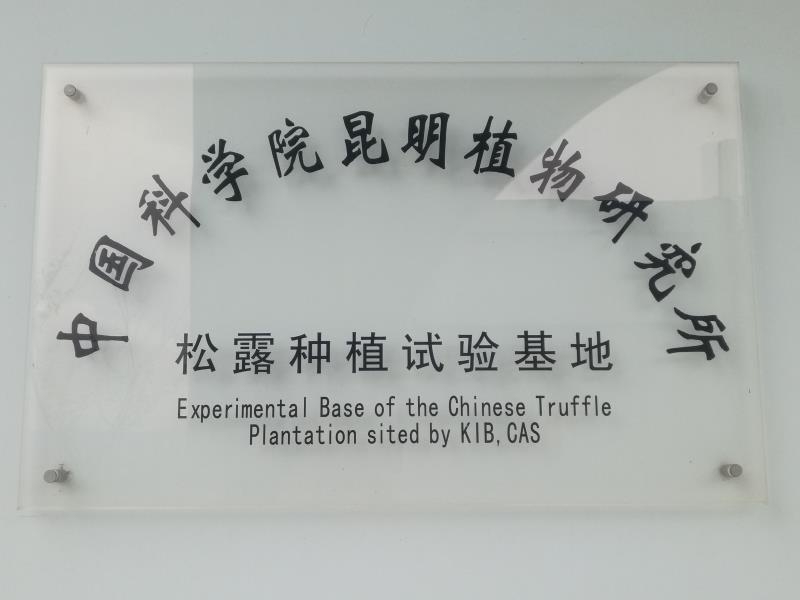 中国科学院昆明植物研究所
松露种植试验基地
Experimental Base of the Chinese Truffle
Plantation sited by KIB, CAS